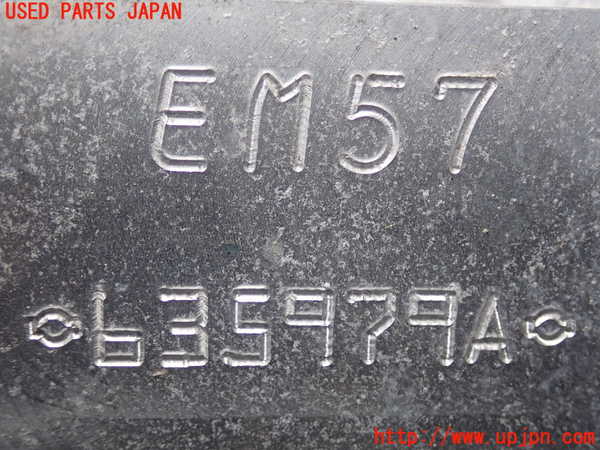 USED PARTS JAPAN
EM57
635979A
http://www.upjpn.com/